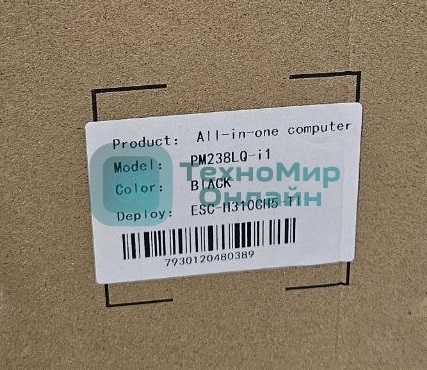 Product: All-in-one computer
Model: PM238LQ-i1
Color: BLACK
Deploy: ESC-H310CH5-T1
ТехноМир
Онлайн
7930120480389